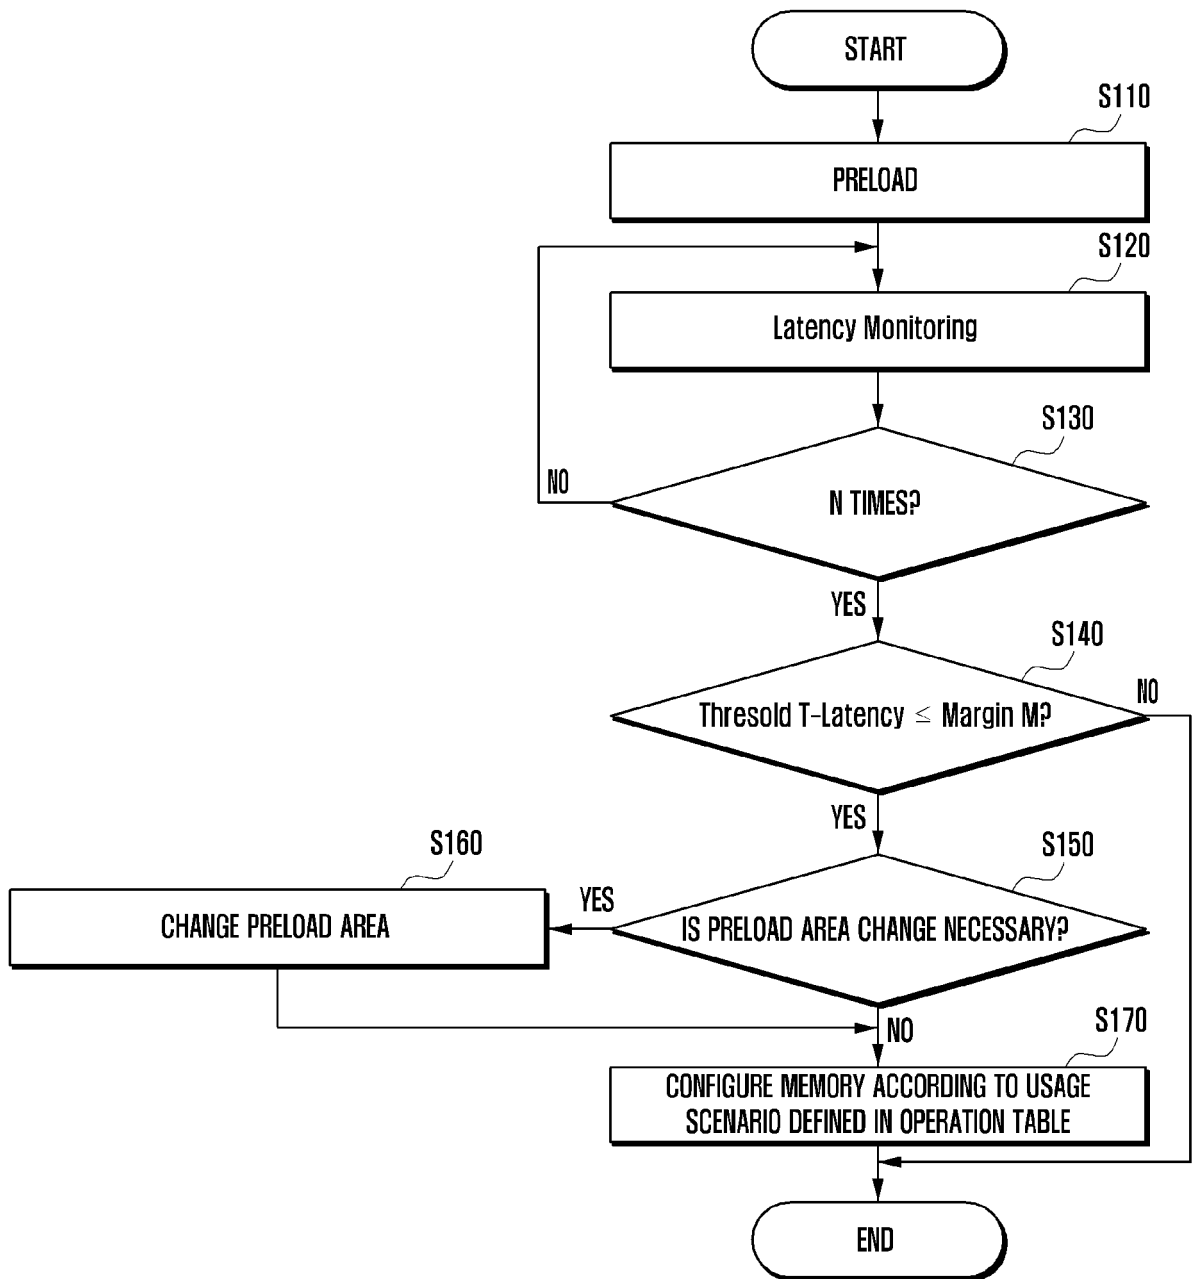 START
S110
PRELOAD
S120
Latency Monitoring
S130
NO
N TIMES?
YES
S140
NO
Thresold T-Latency ≤ Margin M?
YES
S160
S150
YES
CHANGE PRELOAD AREA
IS PRELOAD AREA CHANGE NECESSARY?
NO
S170
CONFIGURE MEMORY ACCORDING TO USAGE
SCENARIO DEFINED IN OPERATION TABLE
END